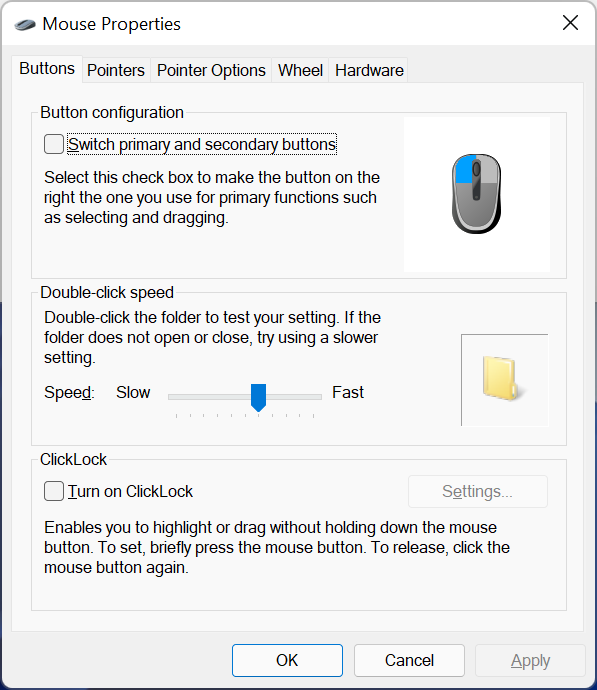 Mouse Properties
Buttons Pointers Pointer Options Wheel Hardware
Button configuration
Switch primary and secondary buttons
Select this check box to make the button on the
right the one you use for primary functions such
as selecting and dragging.
Double-click speed
Double-click the folder to test your setting. If the
folder does not open or close, try using a slower
setting.
Speed: Slow Fast
ClickLock
Turn on ClickLock Settings...
Enables you to highlight or drag without holding down the mouse
button. To set, briefly press the mouse button. To release, click the
mouse button again.
OK Cancel Apply